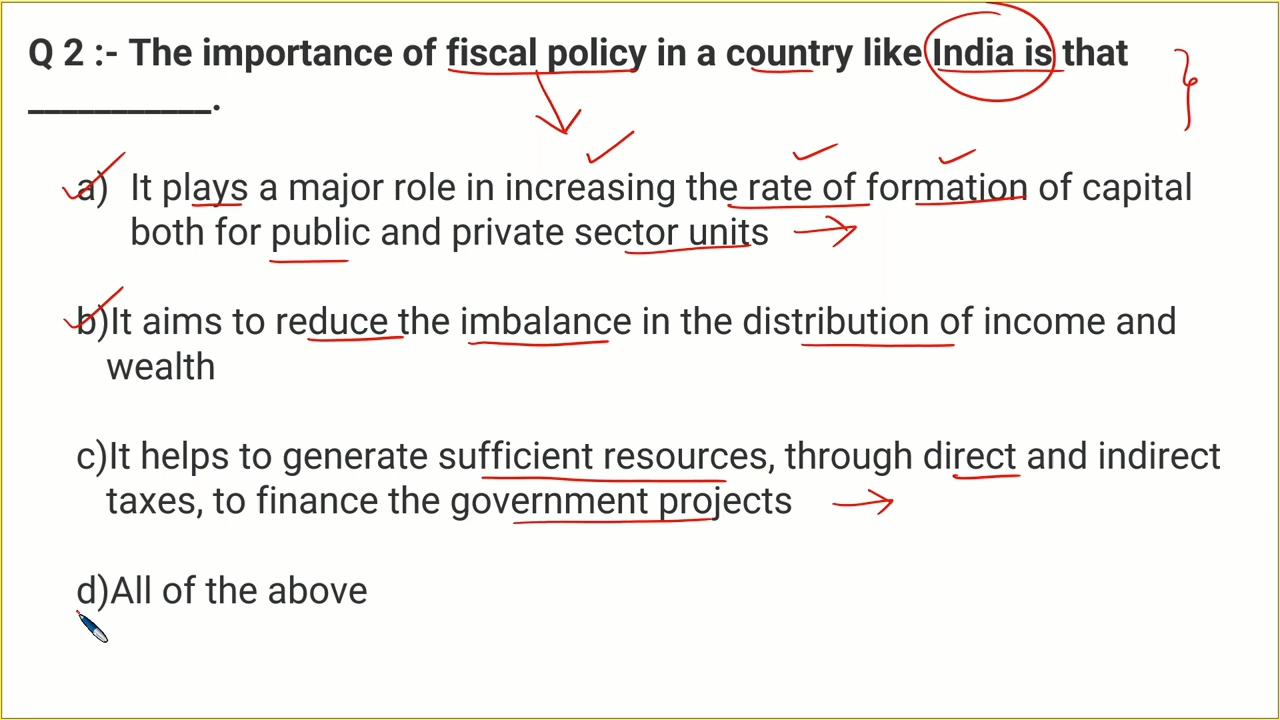 Q 2 :- The importance of fiscal policy in a country like India is that
___________.
a) It plays a major role in increasing the rate of formation of capital
both for public and private sector units
b)It aims to reduce the imbalance in the distribution of income and
wealth
c)It helps to generate sufficient resources, through direct and indirect
taxes, to finance the government projects
d)All of the above